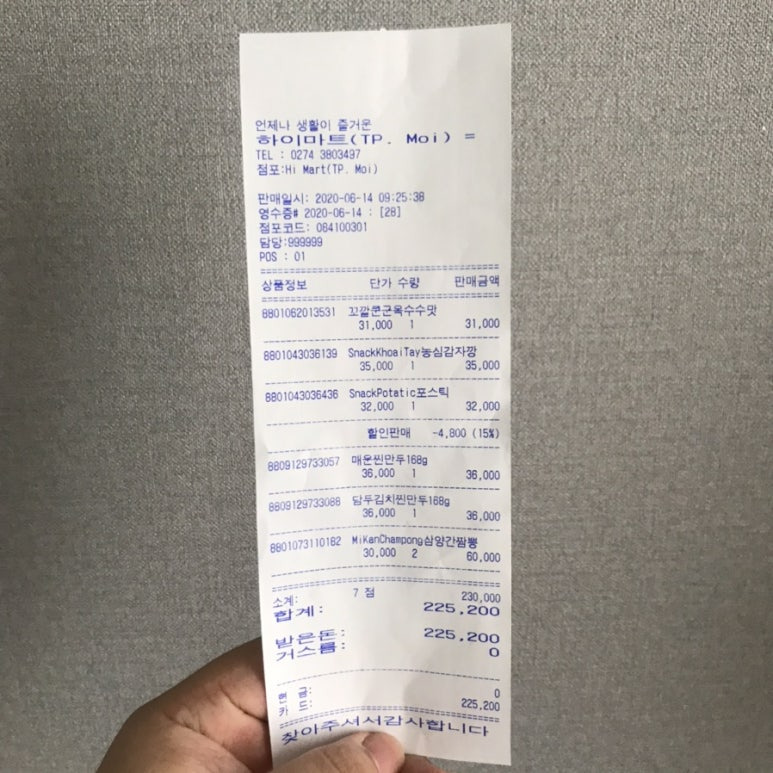 언제나 생활이 즐거운
하이마트(TP. Moi) =
TEL : 0274 3803497
점포:Hi Mart(TP. Moi)
판매일시: 2020-06-14 09:25:38
영수증# 2020-06-14 : [28]
점포코드: 084100301
담당:999999
POS : 01
상품정보 단가 수량 판매금액
8801062013531 꼬깔콘군옥수수맛
31,000 1 31,000
8801043036139 SnackKhoaiTay농심감자깡
35,000 1 35,000
8801043036436 SnackPotatic포스틱
32,000 1 32,000
할인판매 -4,800 (15%)
8809129733057 매운찐만두168g
36,000 1 36,000
8809129733088 담두김치찐만두168g
36,000 1 36,000
8801073110182 MiKanChampong삼양간짬뽕
30,000 2 60,000
소계: 7 점 230,000
합계: 225,200
받은돈: 225,200
거스름: 0
현 금: 0
카 드: 225,200
찾아주셔서감사합니다